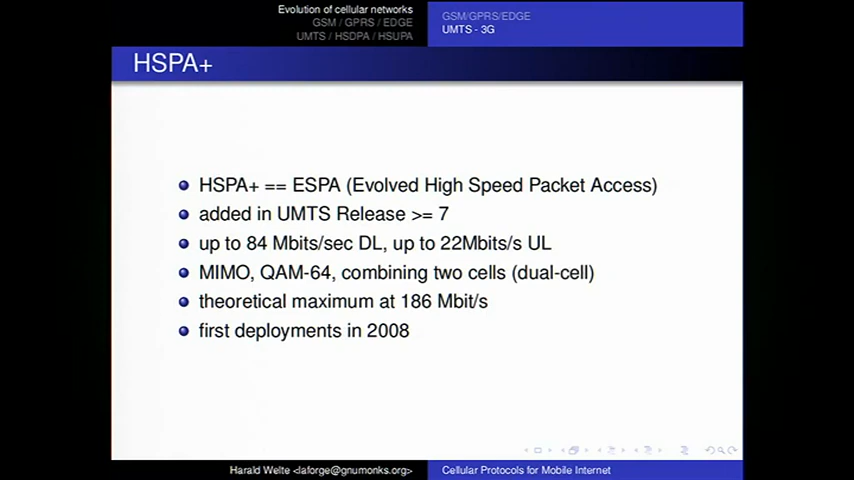 Evolution of cellular networks
GSM / GPRS / EDGE
UMTS / HSDPA / HSUPA
GSM/GPRS/EDGE
UMTS - 3G
HSPA+
HSPA+ == ESPA (Evolved High Speed Packet Access)
added in UMTS Release >= 7
up to 84 Mbits/sec DL, up to 22Mbits/s UL
MIMO, QAM-64, combining two cells (dual-cell)
theoretical maximum at 186 Mbit/s
first deployments in 2008
Harald Welte <laforge@gnumonks.org>
Cellular Protocols for Mobile Internet